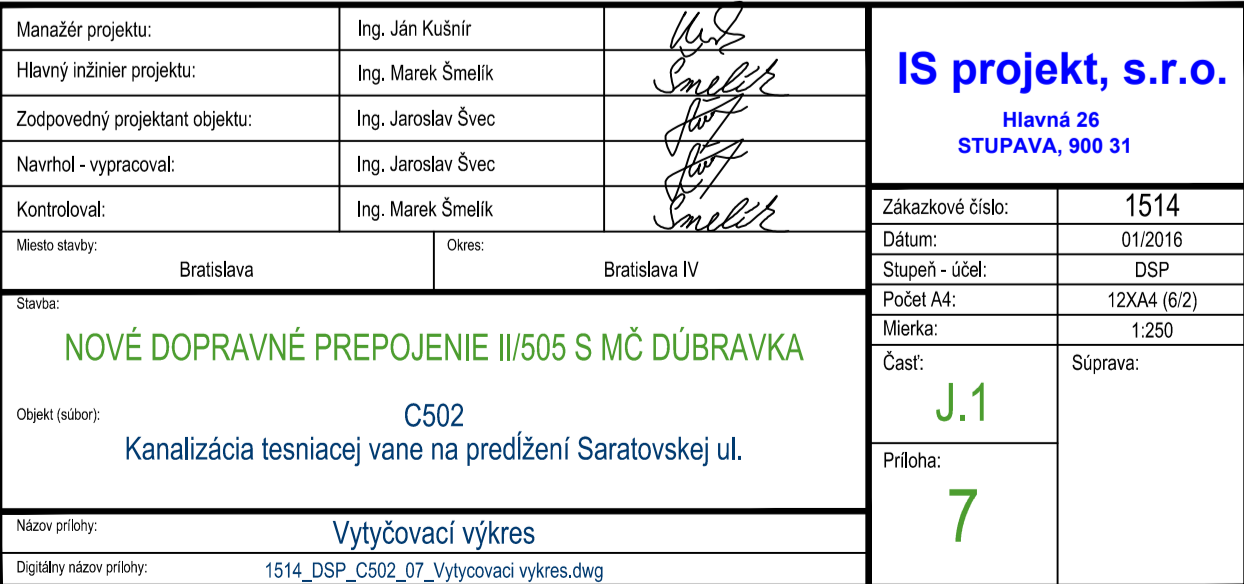 Manažér projektu: Ing. Ján Kušnír
Hlavný inžinier projektu: Ing. Marek Šmelík Smelík
Zodpovedný projektant objektu: Ing. Jaroslav Švec
Navrhol - vypracoval: Ing. Jaroslav Švec
Kontroloval: Ing. Marek Šmelík Smelík
Miesto stavby: Okres:
Bratislava Bratislava IV
Stavba:
NOVÉ DOPRAVNÉ PREPOJENIE II/505 S MČ DÚBRAVKA
Objekt (súbor): C502
Kanalizácia tesniacej vane na predĺžení Saratovskej ul.
Názov prílohy: Vytyčovací výkres
Digitálny názov prílohy: 1514_DSP_C502_07_Vytycovaci vykres.dwg
IS projekt, s.r.o.
Hlavná 26
STUPAVA, 900 31
Zákazkové číslo: 1514
Dátum: 01/2016
Stupeň - účel: DSP
Počet A4: 12XA4 (6/2)
Mierka: 1:250
Časť: Súprava:
J.1
Príloha:
7